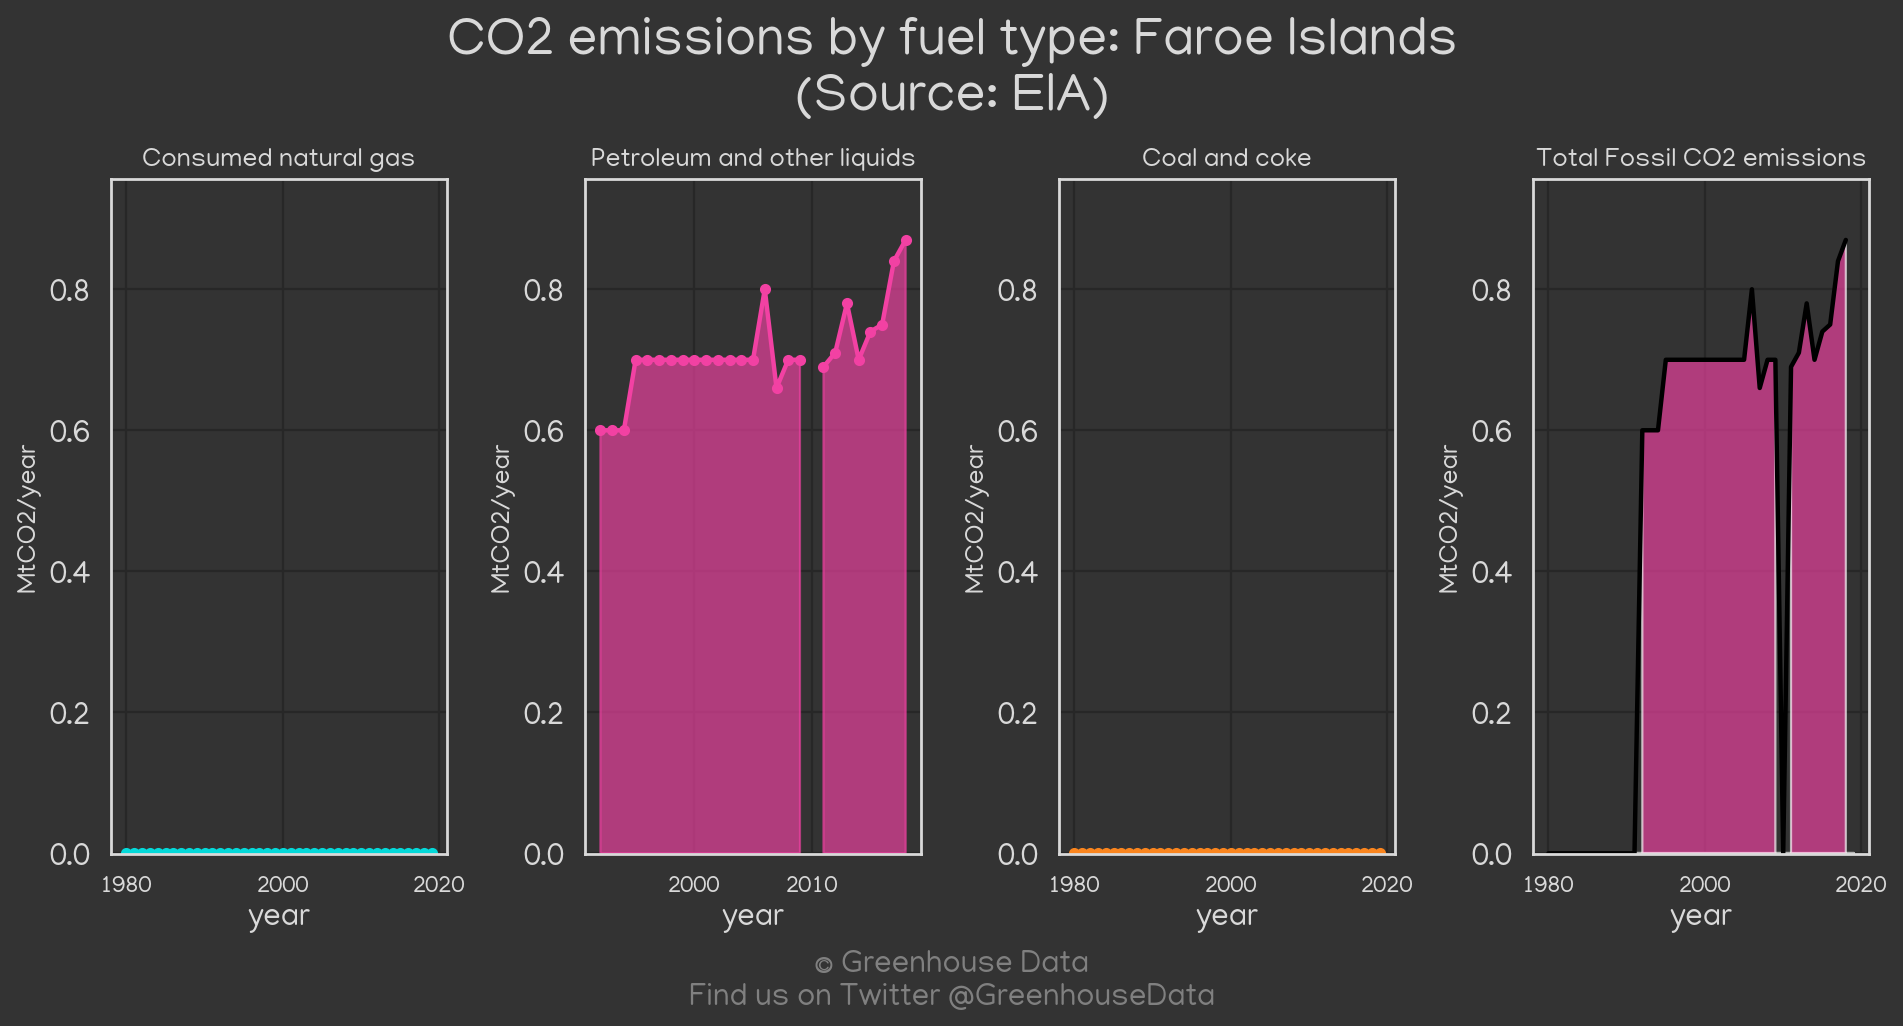 CO2 emissions by fuel type: Faroe Islands
(Source: EIA)
Consumed natural gas
MtCO2/year
0.8
0.6
0.4
0.2
0.0
1980 2000 2020
year
Petroleum and other liquids
MtCO2/year
0.8
0.6
0.4
0.2
0.0
2000 2010
year
Coal and coke
MtCO2/year
0.8
0.6
0.4
0.2
0.0
1980 2000 2020
year
Total Fossil CO2 emissions
MtCO2/year
0.8
0.6
0.4
0.2
0.0
1980 2000 2020
year
© Greenhouse Data
Find us on Twitter @GreenhouseData